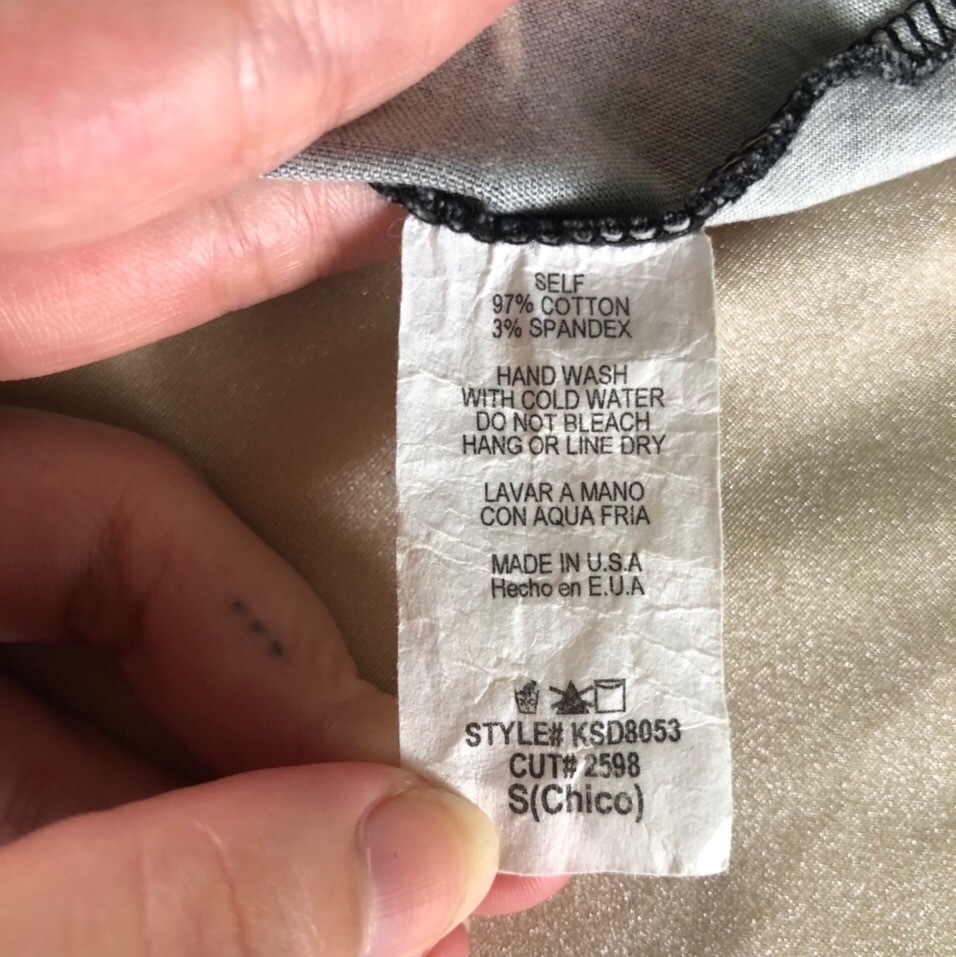 SELF
97% COTTON
3% SPANDEX
HAND WASH
WITH COLD WATER
DO NOT BLEACH
HANG OR LINE DRY
LAVAR A MANO
CON AQUA FRIA
MADE IN U.S.A
Hecho en E.U.A
STYLE# KSD8053
CUT# 2598
S(Chico)